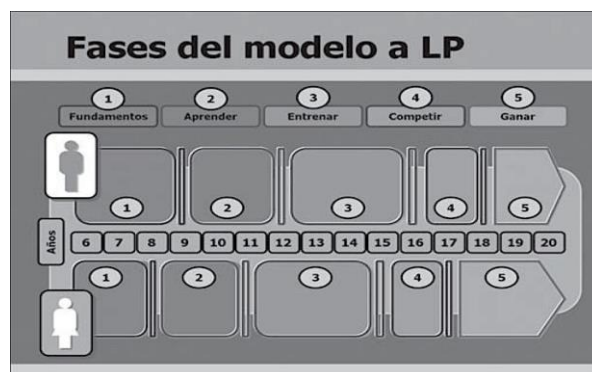 Fases del modelo a LP
1 2 3 4 5
Fundamentos Aprender Entrenar Competir Ganar
1 2 3 4 5
Años 6 7 8 9 10 11 12 13 14 15 16 17 18 19 20
1 2 3 4 5